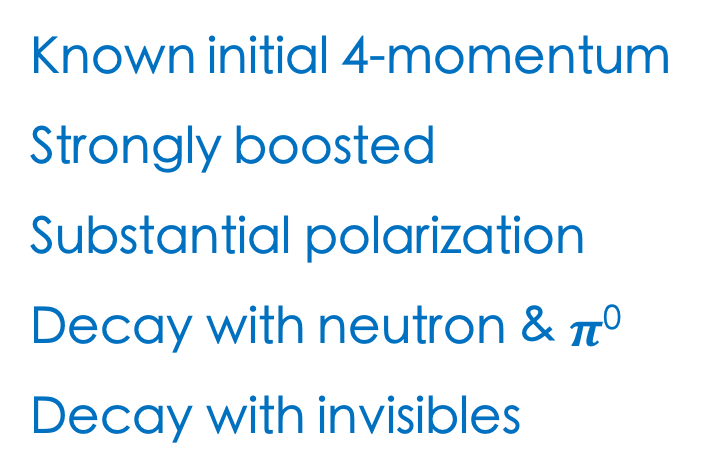 Known initial 4-momentum
Strongly boosted
Substantial polarization
Decay with neutron & π⁰
Decay with invisibles